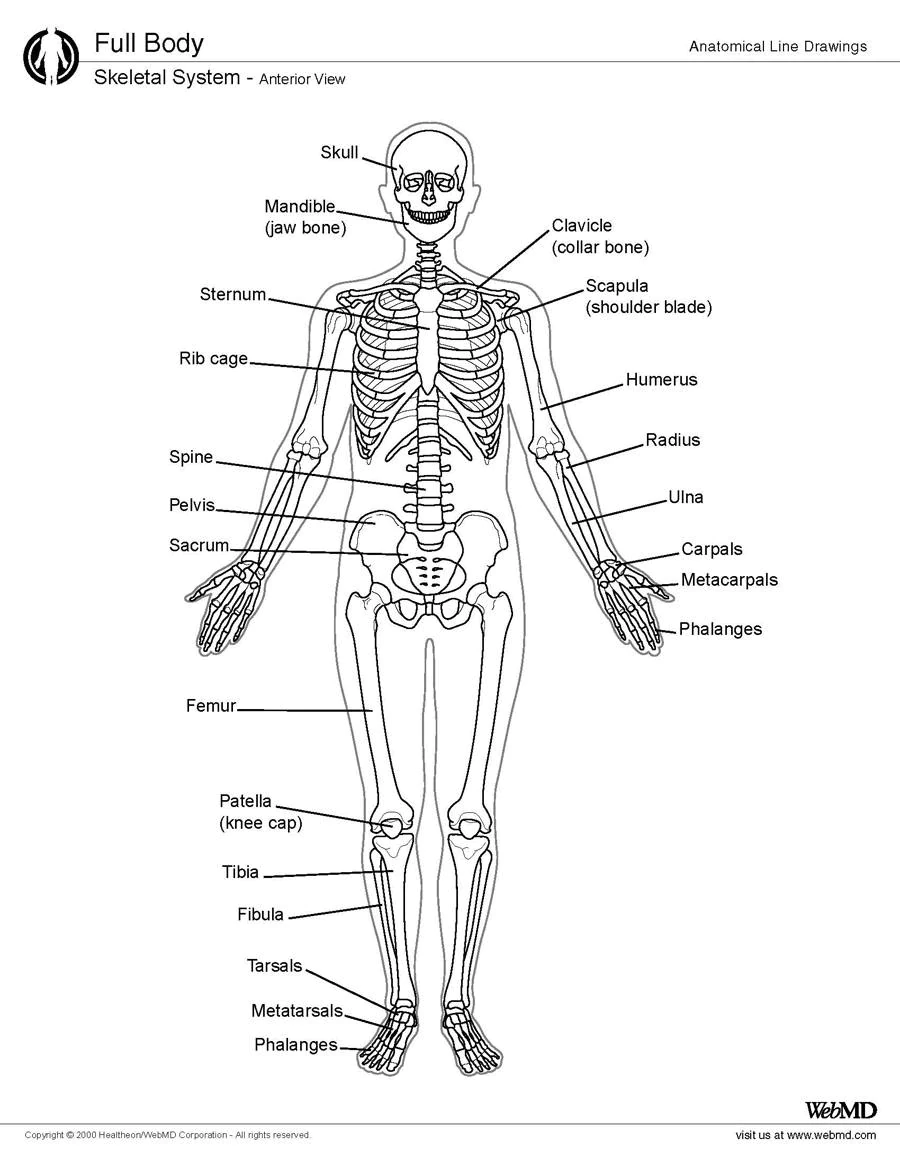 Full Body
Anatomical Line Drawings
Skeletal System - Anterior View
Skull
Mandible
(jaw bone)
Clavicle
(collar bone)
Sternum
Scapula
(shoulder blade)
Rib cage
Humerus
Radius
Spine
Ulna
Pelvis
Sacrum
Carpals
Metacarpals
Phalanges
Femur
Patella
(knee cap)
Tibia
Fibula
Tarsals
Metatarsals
Phalanges
WebMD
Copyright © 2000 Healtheon/WebMD Corporation - All rights reserved.
visit us at www.webmd.com